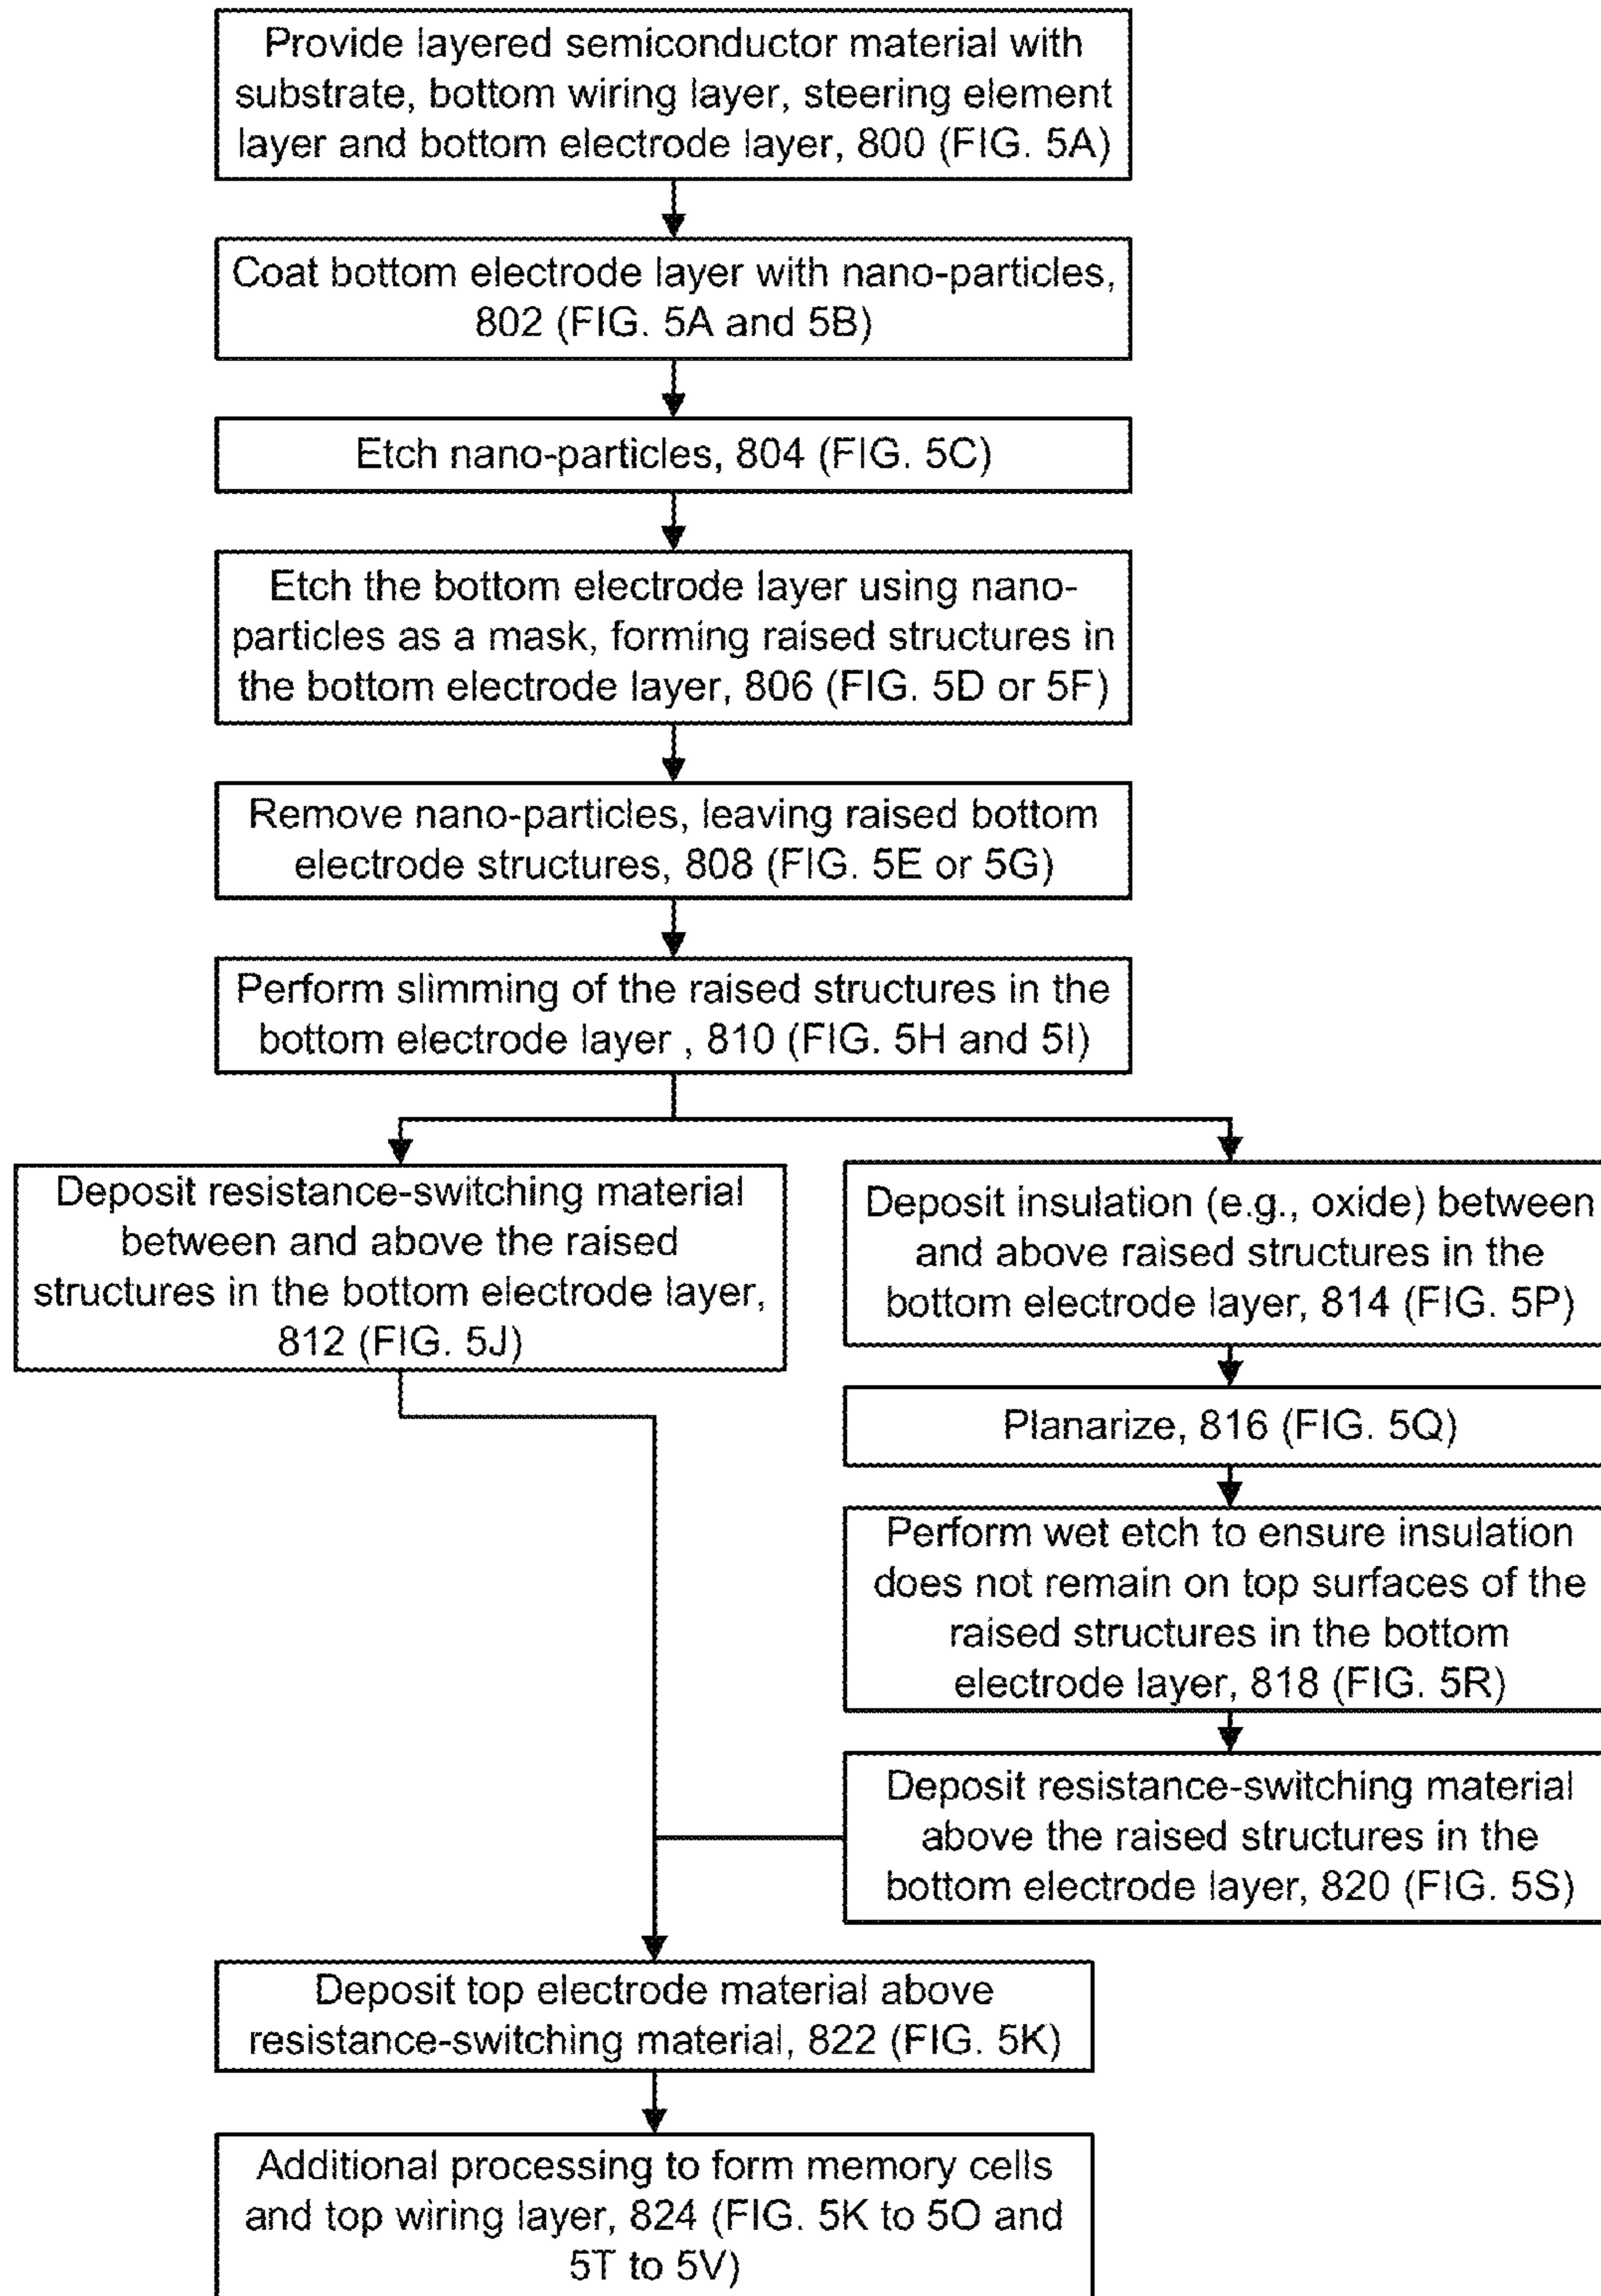 Provide layered semiconductor material with
substrate, bottom wiring layer, steering element
layer and bottom electrode layer, 800 (FIG. 5A)
Coat bottom electrode layer with nano-particles,
802 (FIG. 5A and 5B)
Etch nano-particles, 804 (FIG. 5C)
Etch the bottom electrode layer using nano-
particles as a mask, forming raised structures in
the bottom electrode layer, 806 (FIG. 5D or 5F)
Remove nano-particles, leaving raised bottom
electrode structures, 808 (FIG. 5E or 5G)
Perform slimming of the raised structures in the
bottom electrode layer , 810 (FIG. 5H and 5I)
Deposit resistance-switching material
between and above the raised
structures in the bottom electrode layer,
812 (FIG. 5J)
Deposit insulation (e.g., oxide) between
and above raised structures in the
bottom electrode layer, 814 (FIG. 5P)
Planarize, 816 (FIG. 5Q)
Perform wet etch to ensure insulation
does not remain on top surfaces of the
raised structures in the bottom
electrode layer, 818 (FIG. 5R)
Deposit resistance-switching material
above the raised structures in the
bottom electrode layer, 820 (FIG. 5S)
Deposit top electrode material above
resistance-switching material, 822 (FIG. 5K)
Additional processing to form memory cells
and top wiring layer, 824 (FIG. 5K to 5O and
5T to 5V)